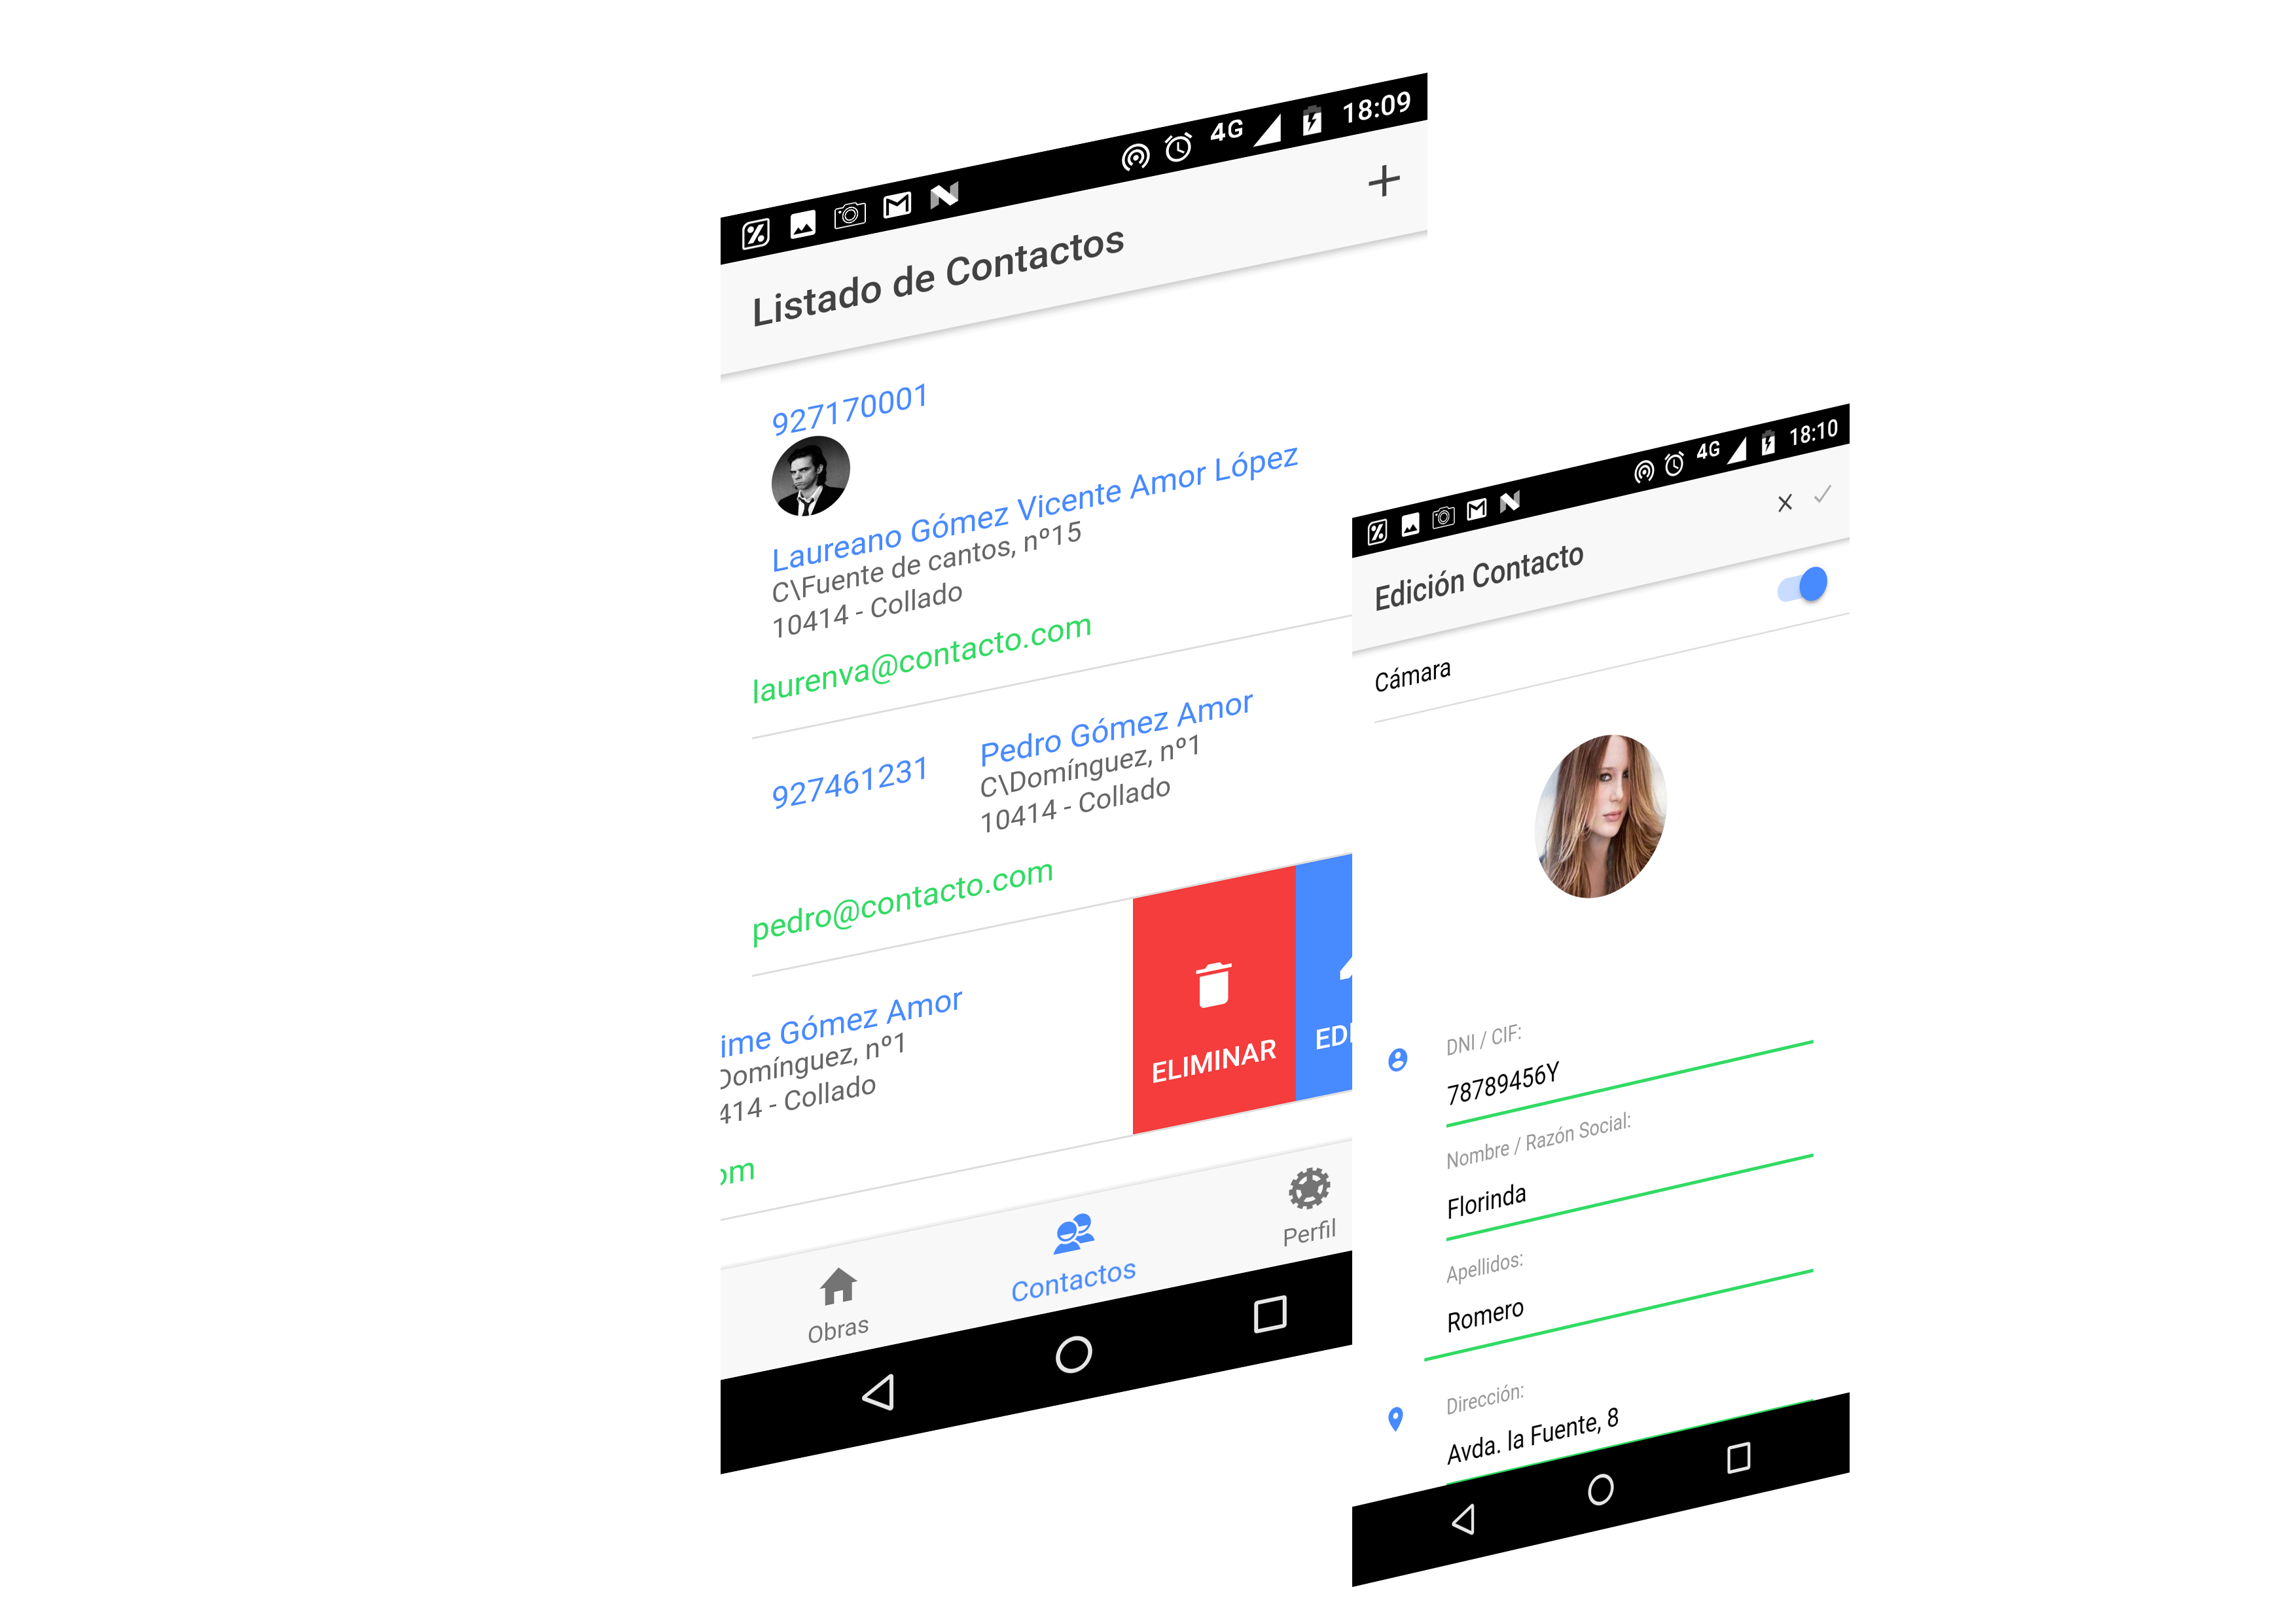 4G 18:09
Listado de Contactos
927170001
Laureano Gómez Vicente Amor López
C\Fuente de cantos, nº15
10414 - Collado
laurenva@contacto.com
927461231
Pedro Gómez Amor
C\Domínguez, nº1
10414 - Collado
pedro@contacto.com
ime Gómez Amor
Domínguez, nº1
414 - Collado
om
ELIMINAR
EDI
Obras
Contactos
Perfil
4G 18:10
Edición Contacto
Cámara
DNI / CIF:
78789456Y
Nombre / Razón Social:
Florinda
Apellidos:
Romero
Dirección:
Avda. la Fuente, 8